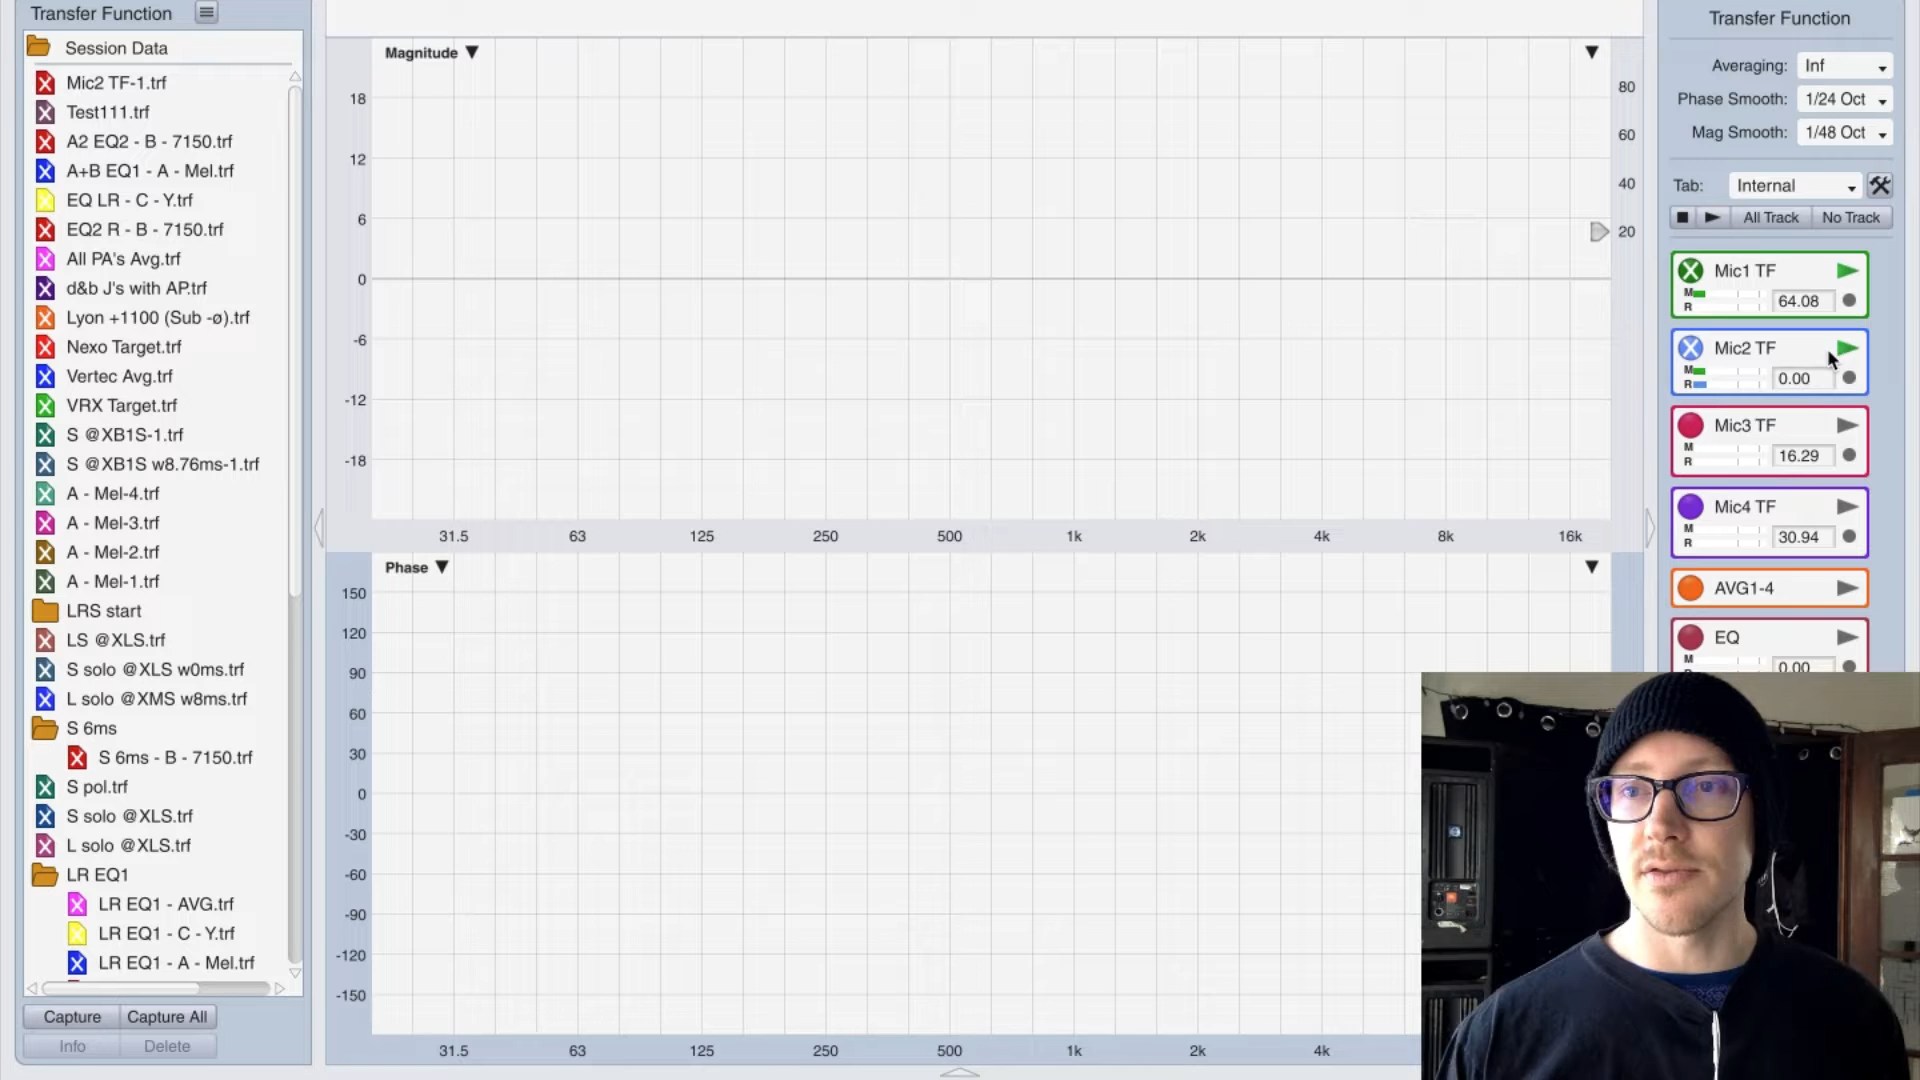 Transfer Function
Session Data
Mic2 TF-1.trf
Test111.trf
A2 EQ2 - B - 7150.trf
A+B EQ1 - A - Mel.trf
EQ LR - C - Y.trf
EQ2 R - B - 7150.trf
All PA's Avg.trf
d&b J's with AP.trf
Lyon +1100 (Sub -ø).trf
Nexo Target.trf
Vertec Avg.trf
VRX Target.trf
S @XB1S-1.trf
S @XB1S w8.76ms-1.trf
A - Mel-4.trf
A - Mel-3.trf
A - Mel-2.trf
A - Mel-1.trf
LRS start
LS @XLS.trf
S solo @XLS w0ms.trf
L solo @XMS w8ms.trf
S 6ms
S 6ms - B - 7150.trf
S pol.trf
S solo @XLS.trf
L solo @XLS.trf
LR EQ1
LR EQ1 - AVG.trf
LR EQ1 - C - Y.trf
LR EQ1 - A - Mel.trf
Capture Capture All
Info Delete
Magnitude
18
12
6
0
-6
-12
-18
80
60
40
20
31.5 63 125 250 500 1k 2k 4k 8k 16k
Phase
150
120
90
60
30
0
-30
-60
-90
-120
-150
31.5 63 125 250 500 1k 2k 4k
Transfer Function
Averaging: Inf
Phase Smooth: 1/24 Oct
Mag Smooth: 1/48 Oct
Tab: Internal
All Track No Track
Mic1 TF
M
R 64.08
Mic2 TF
M
R 0.00
Mic3 TF
M
R 16.29
Mic4 TF
M
R 30.94
AVG1-4
EQ
M 0.00